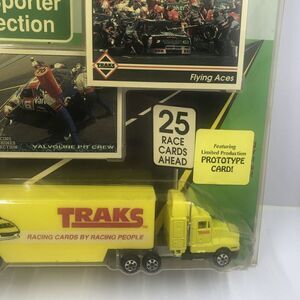 porter
ection
TRAKS
Flying Aces
VALVOLINE PIT CREW
25
RACE
CARDS
AHEAD
Featuring
Limited Production
PROTOTYPE
CARD!
TRAKS
RACING CARDS BY RACING PEOPLE